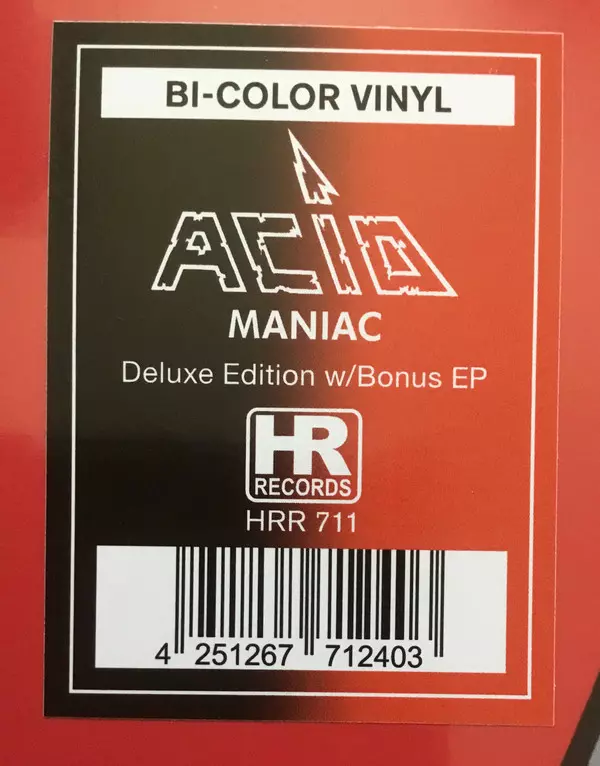 BI-COLOR VINYL
ACID
MANIAC
Deluxe Edition w/Bonus EP
HR
RECORDS
HRR 711
4 251267 712403